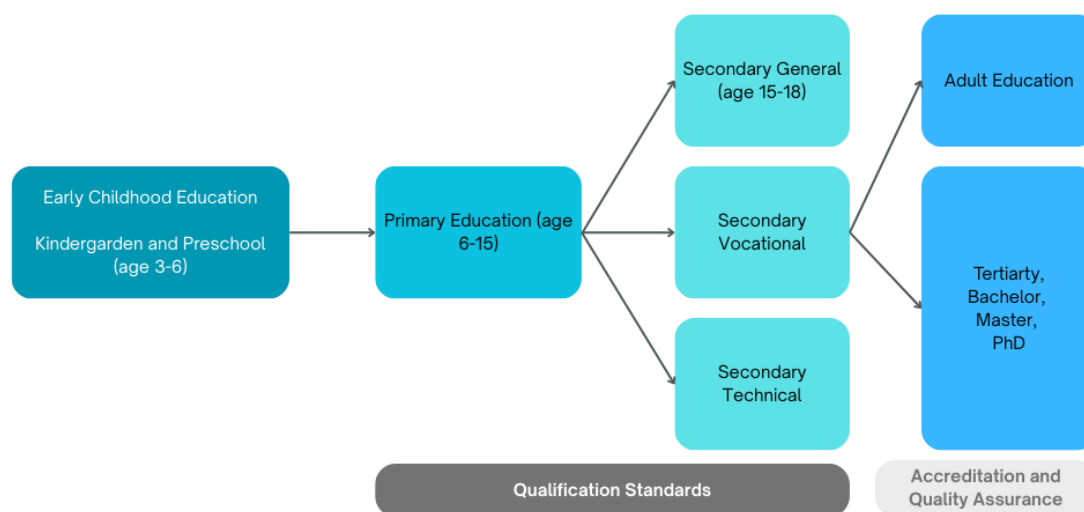 Early Childhood Education
Kindergarden and Preschool
(age 3-6)
Primary Education (age
6-15)
Secondary General
(age 15-18)
Secondary
Vocational
Secondary
Technical
Adult Education
Tertiarty,
Bachelor,
Master,
PhD
Qualification Standards
Accreditation and
Quality Assurance